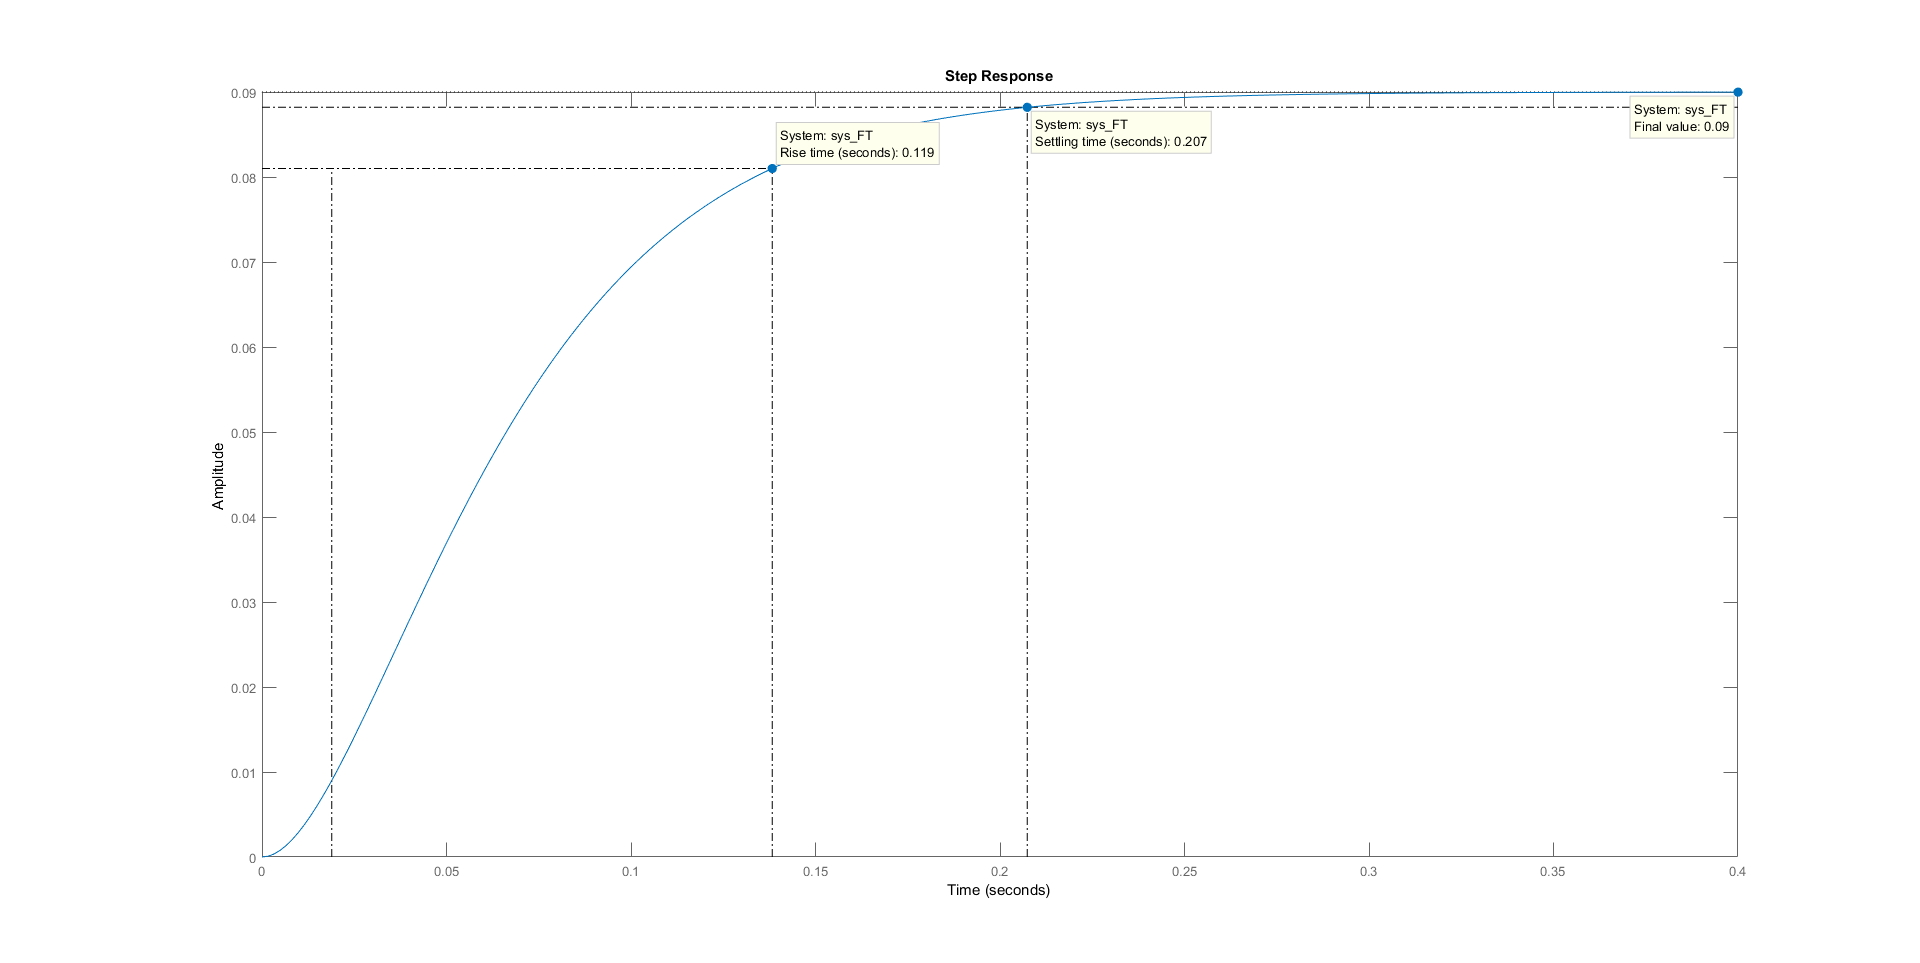 Step Response
0.09
0.08
0.07
0.06
0.05
0.04
0.03
0.02
0.01
0
Amplitude
System: sys_FT
Rise time (seconds): 0.119
System: sys_FT
Settling time (seconds): 0.207
System: sys_FT
Final value: 0.09
0 0.05 0.1 0.15 0.2 0.25 0.3 0.35 0.4
Time (seconds)